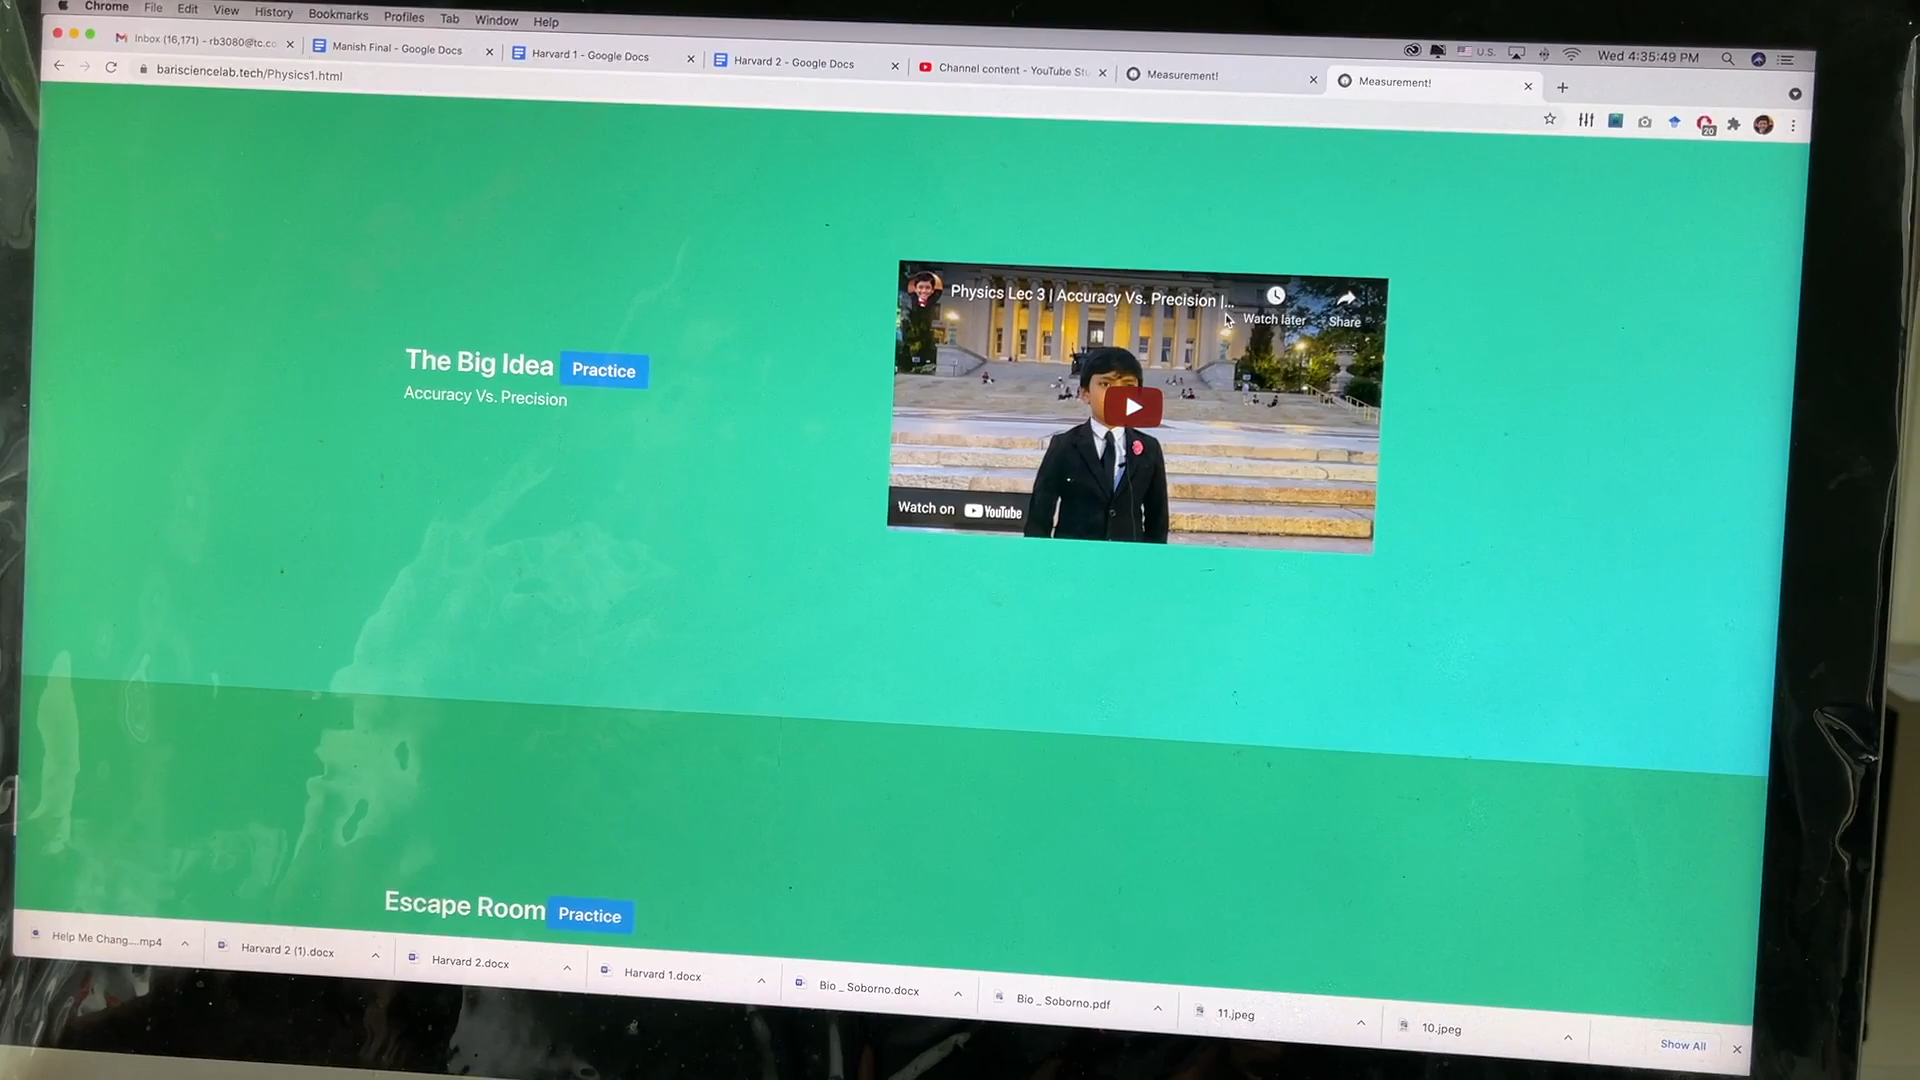 Chrome File Edit View History Bookmarks Profiles Tab Window Help
U.S. Wed 4:35:49 PM
Inbox (16,171) - rb3080@tc.co
Manish Final - Google Docs
Harvard 1 - Google Docs
Harvard 2 - Google Docs
Channel content - YouTube Stu
Measurement!
Measurement!
barisciencelab.tech/Physics1.html
20
Physics Lec 3 | Accuracy Vs. Precision |...
Watch later
Share
The Big Idea Practice
Accuracy Vs. Precision
Watch on YouTube
Escape Room Practice
Help Me Chang....mp4
Harvard 2 (1).docx
Harvard 2.docx
Harvard 1.docx
Bio _ Soborno.docx
Bio _ Soborno.pdf
11.jpeg
10.jpeg
Show All